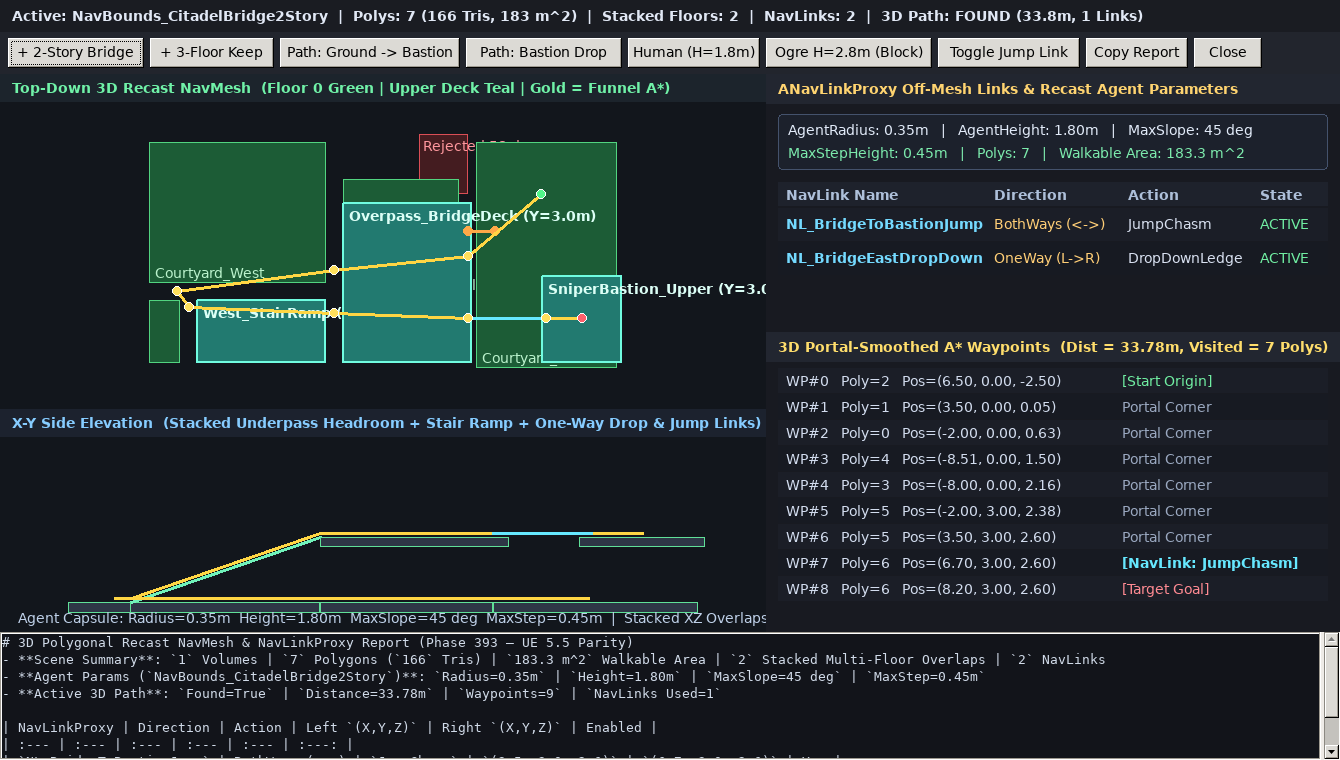 Active: NavBounds_CitadelBridge2Story | Polys: 7 (166 Tris, 183 m^2) | Stacked Floors: 2 | NavLinks: 2 | 3D Path: FOUND (33.8m, 1 Links)
+ 2-Story Bridge
+ 3-Floor Keep
Path: Ground -> Bastion
Path: Bastion Drop
Human (H=1.8m)
Ogre H=2.8m (Block)
Toggle Jump Link
Copy Report
Close
Top-Down 3D Recast NavMesh (Floor 0 Green | Upper Deck Teal | Gold = Funnel A*)
Overpass_BridgeDeck (Y=3.0m)
Courtyard_West
SniperBastion_Upper (Y=3.0
West_StairRamp (
X-Y Side Elevation (Stacked Underpass Headroom + Stair Ramp + One-Way Drop & Jump Links)
Agent Capsule: Radius=0.35m Height=1.80m MaxSlope=45 deg MaxStep=0.45m | Stacked XZ Overlaps
ANavLinkProxy Off-Mesh Links & Recast Agent Parameters
AgentRadius: 0.35m | AgentHeight: 1.80m | MaxSlope: 45 deg
MaxStepHeight: 0.45m | Polys: 7 | Walkable Area: 183.3 m^2
NavLink Name Direction Action State
NL_BridgeToBastionJump BothWays (<->) JumpChasm ACTIVE
NL_BridgeEastDropDown OneWay (L->R) DropDownLedge ACTIVE
3D Portal-Smoothed A* Waypoints (Dist = 33.78m, Visited = 7 Polys)
WP#0 Poly=2 Pos=(6.50, 0.00, -2.50) [Start Origin]
WP#1 Poly=1 Pos=(3.50, 0.00, 0.05) Portal Corner
WP#2 Poly=0 Pos=(-2.00, 0.00, 0.63) Portal Corner
WP#3 Poly=4 Pos=(-8.51, 0.00, 1.50) Portal Corner
WP#4 Poly=3 Pos=(-8.00, 0.00, 2.16) Portal Corner
WP#5 Poly=5 Pos=(-2.00, 3.00, 2.38) Portal Corner
WP#6 Poly=5 Pos=(3.50, 3.00, 2.60) Portal Corner
WP#7 Poly=6 Pos=(6.70, 3.00, 2.60) [NavLink: JumpChasm]
WP#8 Poly=6 Pos=(8.20, 3.00, 2.60) [Target Goal]
# 3D Polygonal Recast NavMesh & NavLinkProxy Report (Phase 393 — UE 5.5 Parity)
- **Scene Summary**: `1` Volumes | `7` Polygons (`166` Tris) | `183.3 m^2` Walkable Area | `2` Stacked Multi-Floor Overlaps | `2` NavLinks
- **Agent Params (`NavBounds_CitadelBridge2Story`)**: `Radius=0.35m` | `Height=1.80m` | `MaxSlope=45 deg` | `MaxStep=0.45m`
- **Active 3D Path**: `Found=True` | `Distance=33.78m` | `Waypoints=9` | `NavLinks Used=1`
| NavLinkProxy | Direction | Action | Left `(X,Y,Z)` | Right `(X,Y,Z)` | Enabled |
| :--- | :--- | :--- | :--- | :--- | :---: |